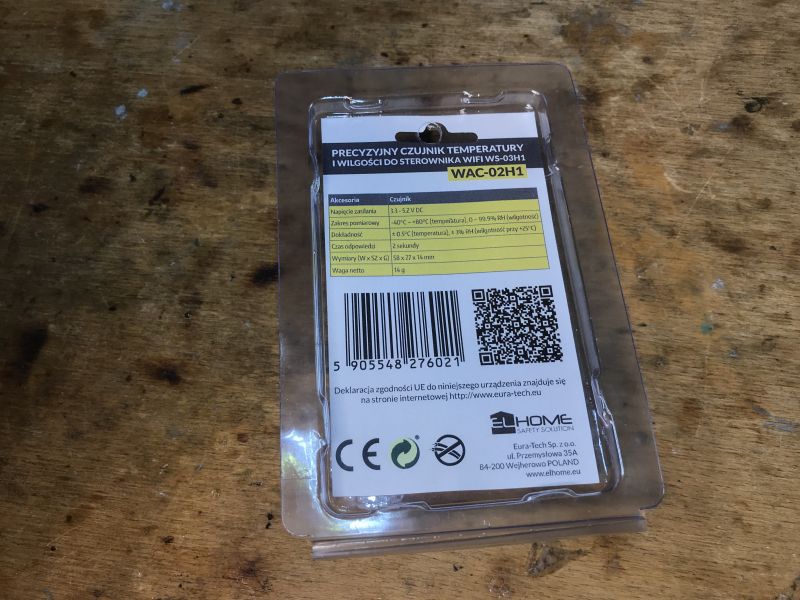 PRECYZYJNY CZUJNIK TEMPERATURY
I WILGOŚCI DO STEROWNIKA WIFI WS-03H1
WAC-02H1
Akcesoria Czujnik
Napięcie zasilania 3.3 - 5.2 V DC
Zakres pomiarowy -40°C ~ +80°C (temperatura), 0 ~ 99.9% RH (wilgotność)
Dokładność ± 0.5°C (temperatura), ± 3% RH (wilgotność przy +25°C)
Czas odpowiedzi 2 sekundy
Wymiary (W x SZ x G) 58 x 27 x 14 mm
Waga netto 14 g
5 905548 276021
Deklaracja zgodności UE do niniejszego urządzenia znajduje się
na stronie internetowej http://www.eura-tech.eu
EL HOME
SAFETY SOLUTION
CE
Eura-Tech Sp. z o.o.
ul. Przemysłowa 35A
84-200 Wejherowo POLAND
www.elhome.eu